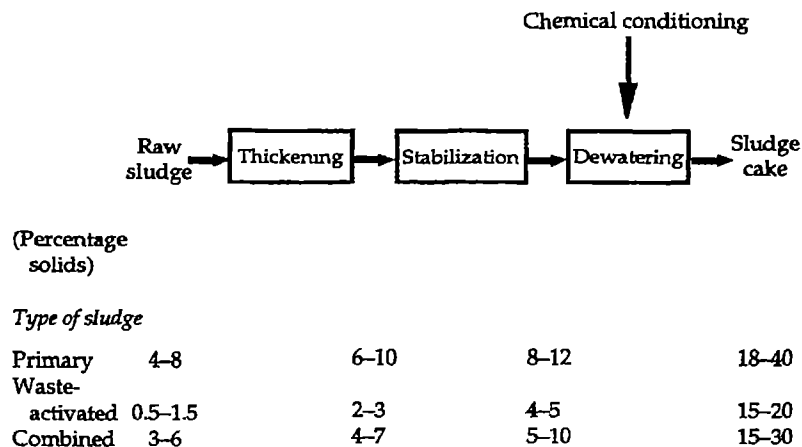 Chemical conditioning
Raw
sludge
Thickening
Stabilization
Dewatering
Sludge
cake
(Percentage
solids)
Type of sludge
Primary 4–8 6–10 8–12 18–40
Waste-
activated 0.5–1.5 2–3 4–5 15–20
Combined 3–6 4–7 5–10 15–30